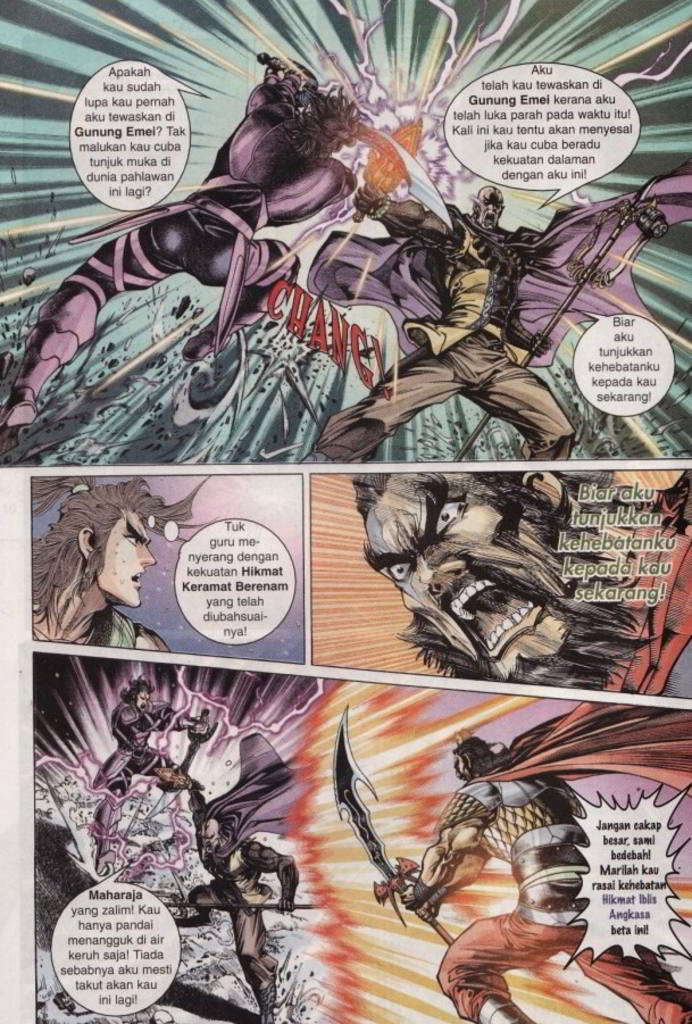 Apakah
kau sudah
lupa kau pernah
aku tewaskan di
Gunung Emei? Tak
malukan kau cuba
tunjuk muka di
dunia pahlawan
ini lagi?
Aku
telah kau tewaskan di
Gunung Emei kerana aku
telah luka parah pada waktu itu!
Kali ini kau tentu akan menyesal
jika kau cuba beradu
kekuatan dalaman
dengan aku ini!
CHANG!
Biar
aku
tunjukkan
kehebatanku
kepada kau
sekarang!
Tuk
guru me-
nyerang dengan
kekuatan Hikmat
Keramat Berenam
yang telah
diubahsuai-
nya!
Biar aku
tunjukkan
kehebatanku
kepada kau
sekarang!
Maharaja
yang zalim! Kau
hanya pandai
menangguk di air
keruh saja! Tiada
sebabnya aku mesti
takut akan kau
ini lagi!
Jangan cakap
besar, sami
bedebah!
Marilah kau
rasai kehebatan
Hikmat Iblis
Angkasa
beta ini!